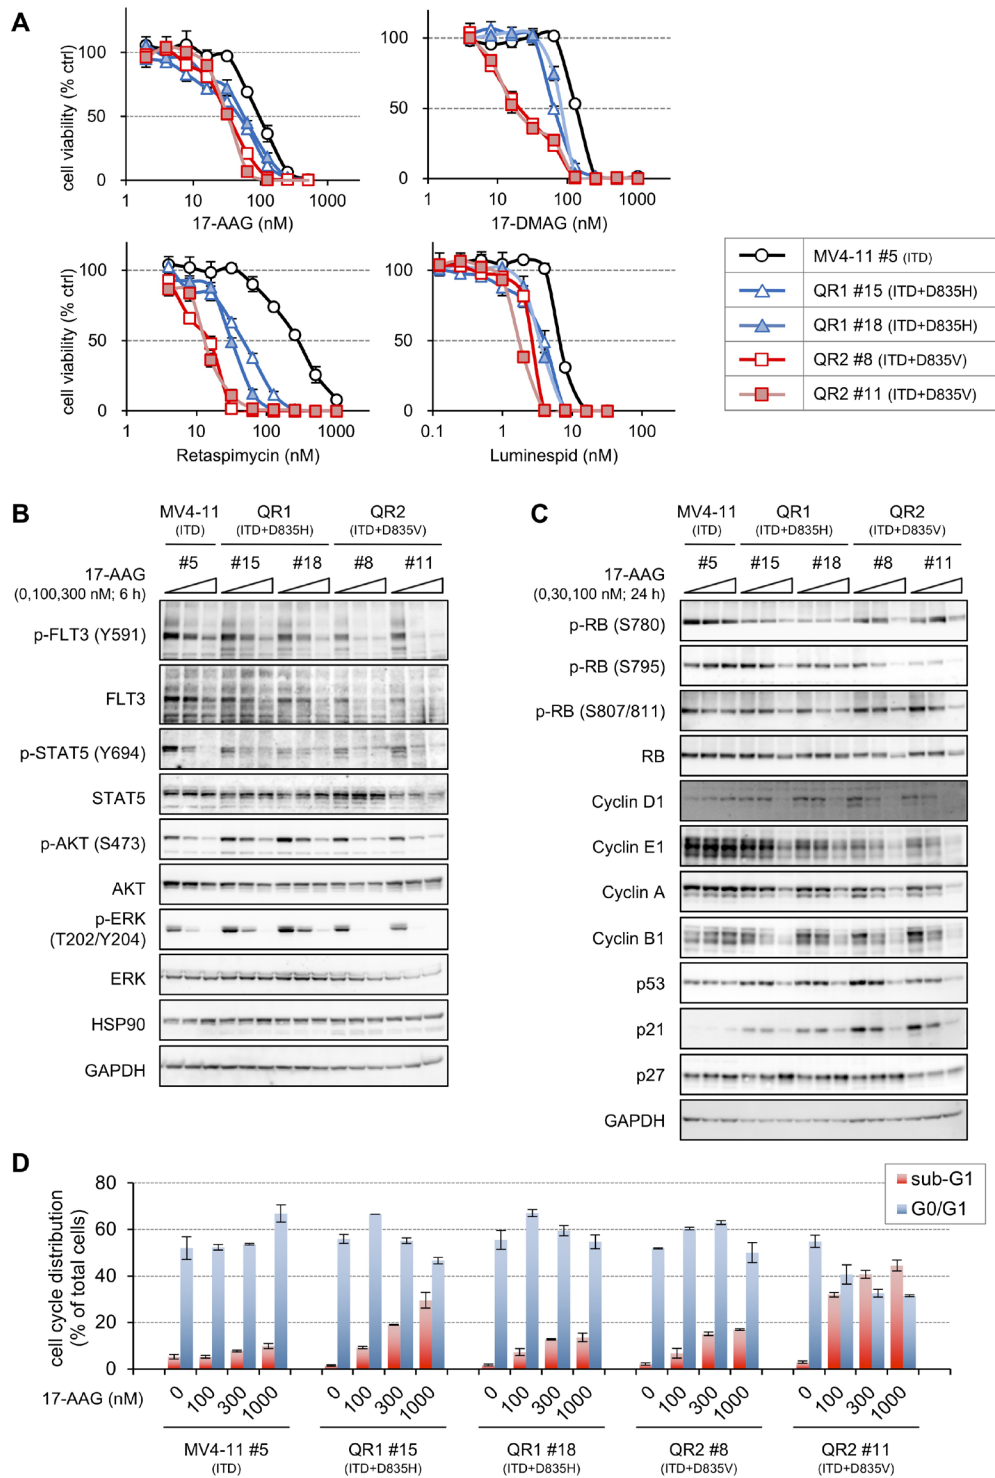 A
cell viability (% ctrl)
100
50
0
1
10
100
1000
17-AAG (nM)
100
50
0
1
10
100
1000
17-DMAG (nM)
cell viability (% ctrl)
100
50
0
1
10
100
1000
Retaspimycin (nM)
100
50
0
0.1
1
10
100
Luminespid (nM)
MV4-11 #5 (ITD)
QR1 #15 (ITD+D835H)
QR1 #18 (ITD+D835H)
QR2 #8 (ITD+D835V)
QR2 #11 (ITD+D835V)
B
MV4-11 QR1 QR2
(ITD) (ITD+D835H) (ITD+D835V)
#5 #15 #18 #8 #11
17-AAG
(0,100,300 nM; 6 h)
p-FLT3 (Y591)
FLT3
p-STAT5 (Y694)
STAT5
p-AKT (S473)
AKT
p-ERK
(T202/Y204)
ERK
HSP90
GAPDH
C
MV4-11 QR1 QR2
(ITD) (ITD+D835H) (ITD+D835V)
#5 #15 #18 #8 #11
17-AAG
(0,30,100 nM; 24 h)
p-RB (S780)
p-RB (S795)
p-RB (S807/811)
RB
Cyclin D1
Cyclin E1
Cyclin A
Cyclin B1
p53
p21
p27
GAPDH
D
cell cycle distribution
(% of total cells)
80
60
40
20
0
sub-G1
G0/G1
17-AAG (nM)
0 100 300 1000 0 100 300 1000 0 100 300 1000 0 100 300 1000 0 100 300 1000
MV4-11 #5 QR1 #15 QR1 #18 QR2 #8 QR2 #11
(ITD) (ITD+D835H) (ITD+D835H) (ITD+D835V) (ITD+D835V)